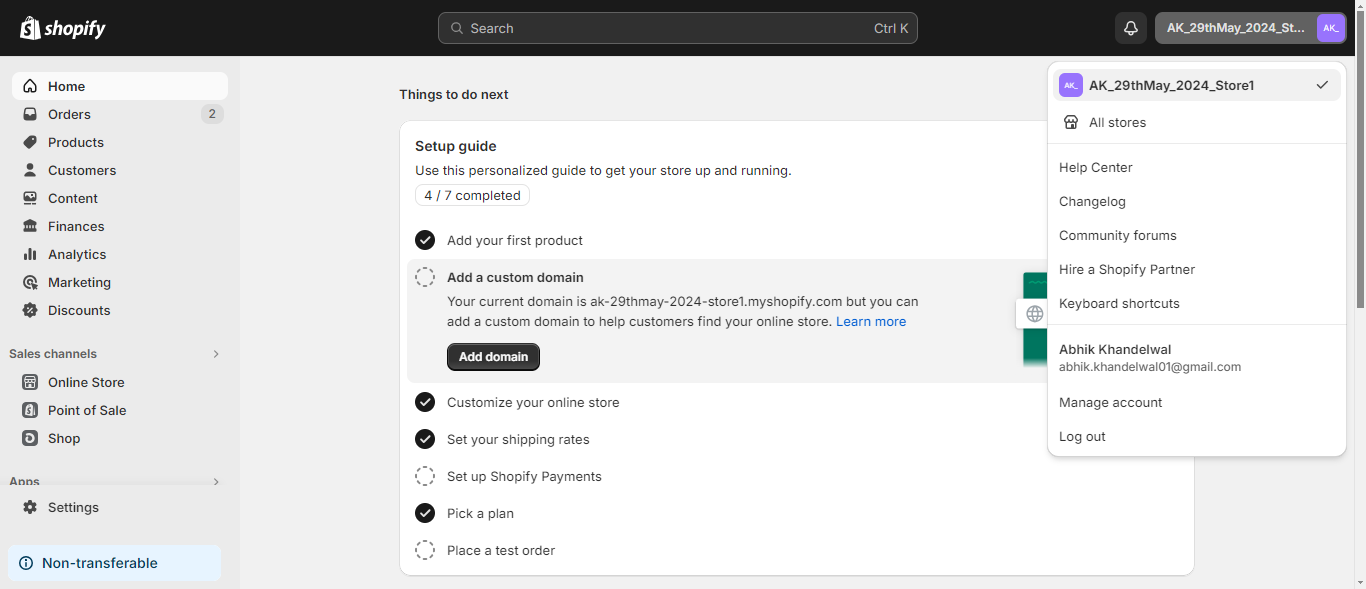 shopify
Search
Ctrl K
AK_29thMay_2024_St...
AK_
Home
Orders
2
Products
Customers
Content
Finances
Analytics
Marketing
Discounts
Sales channels
Online Store
Point of Sale
Shop
Apps
Settings
Non-transferable
Things to do next
Setup guide
Use this personalized guide to get your store up and running.
4 / 7 completed
Add your first product
Add a custom domain
Your current domain is ak-29thmay-2024-store1.myshopify.com but you can
add a custom domain to help customers find your online store. Learn more
Add domain
Customize your online store
Set your shipping rates
Set up Shopify Payments
Pick a plan
Place a test order
AK_
AK_29thMay_2024_Store1
All stores
Help Center
Changelog
Community forums
Hire a Shopify Partner
Keyboard shortcuts
Abhik Khandelwal
abhik.khandelwal01@gmail.com
Manage account
Log out